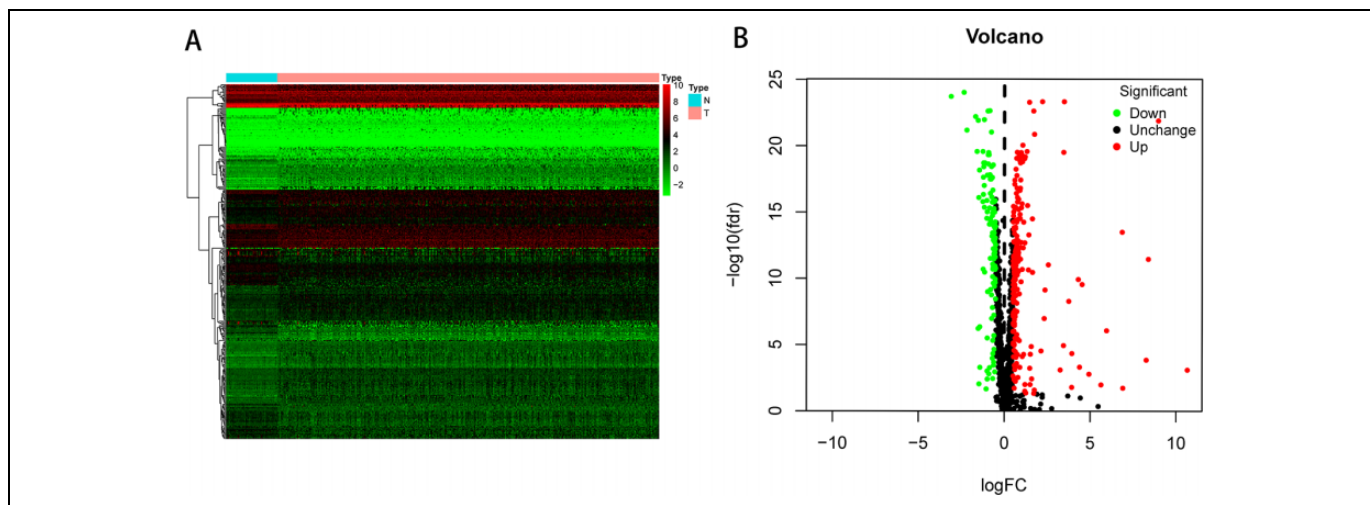 A
Type
10
8
6
4
2
0
−2
Type
N
T
B
Volcano
Significant
Down
Unchange
Up
25
20
15
10
5
0
−log10(fdr)
−10 −5 0 5 10
logFC